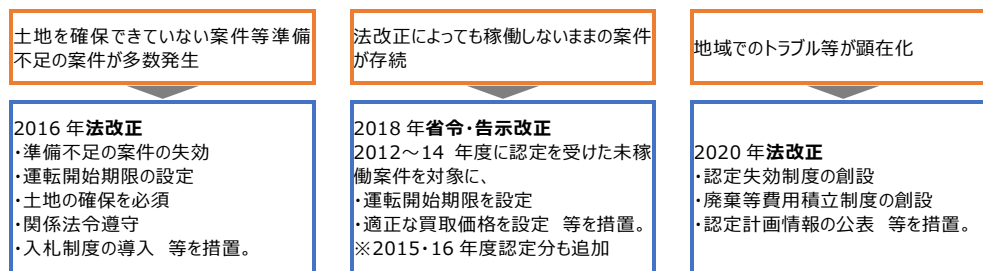 土地を確保できていない案件等準備
不足の案件が多数発生
2016 年法改正
・準備不足の案件の失効
・運転開始期限の設定
・土地の確保を必須
・関係法令遵守
・入札制度の導入 等を措置。
法改正によっても稼働しないままの案件
が存続
2018 年省令・告示改正
2012～14 年度に認定を受けた未稼
働案件を対象に、
・運転開始期限を設定
・適正な買取価格を設定 等を措置。
※2015・16 年度認定分も追加
地域でのトラブル等が顕在化
2020 年法改正
・認定失効制度の創設
・廃棄等費用積立制度の創設
・認定計画情報の公表 等を措置。